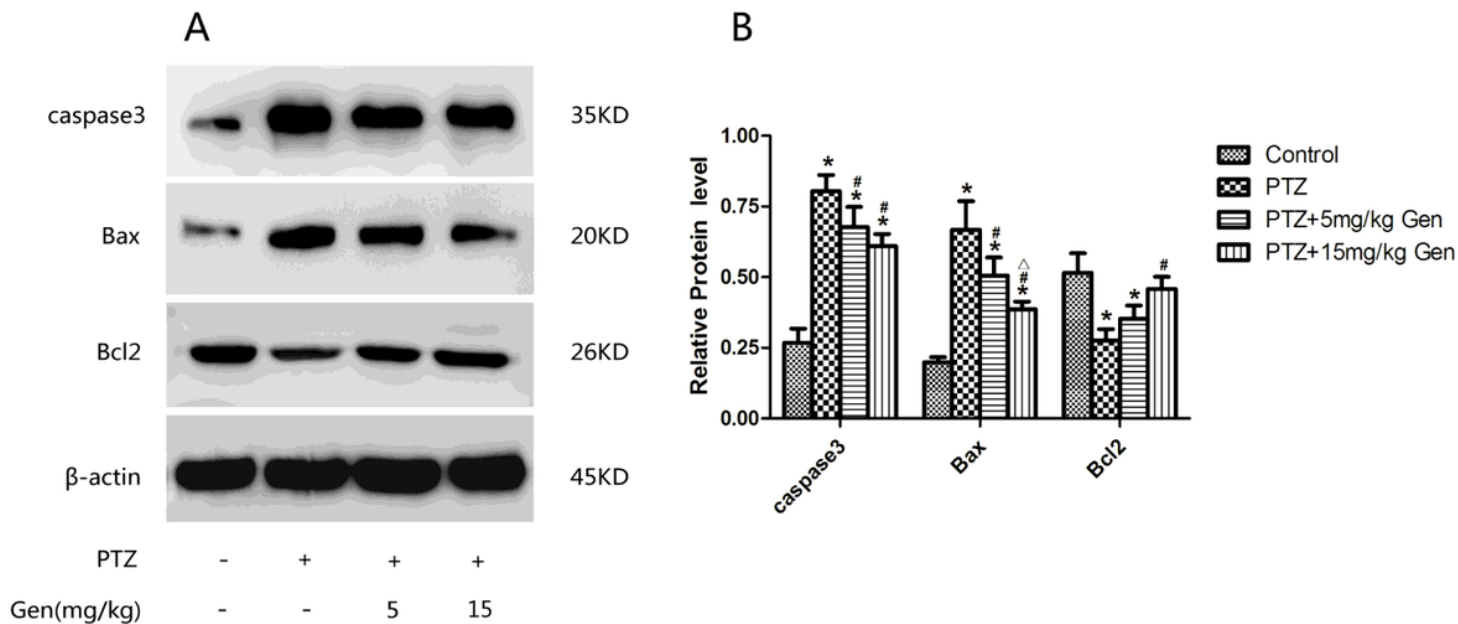 A
caspase3 35KD
Bax 20KD
Bcl2 26KD
β-actin 45KD
PTZ - + + +
Gen(mg/kg) - - 5 15
B
Relative Protein level
1.00
0.75
0.50
0.25
0.00
* # * # *
* # * △ # *
* * #
caspase3 Bax Bcl2
Control
PTZ
PTZ+5mg/kg Gen
PTZ+15mg/kg Gen